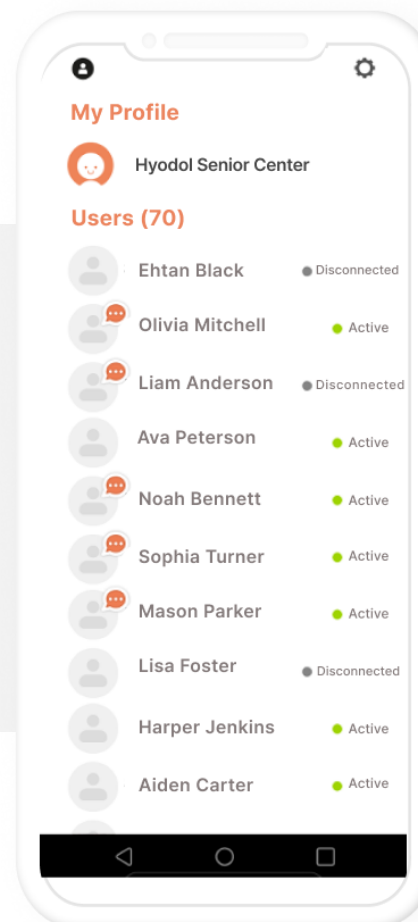 My Profile
Hyodol Senior Center
Users (70)
Ehtan Black Disconnected
Olivia Mitchell Active
Liam Anderson Disconnected
Ava Peterson Active
Noah Bennett Active
Sophia Turner Active
Mason Parker Active
Lisa Foster Disconnected
Harper Jenkins Active
Aiden Carter Active